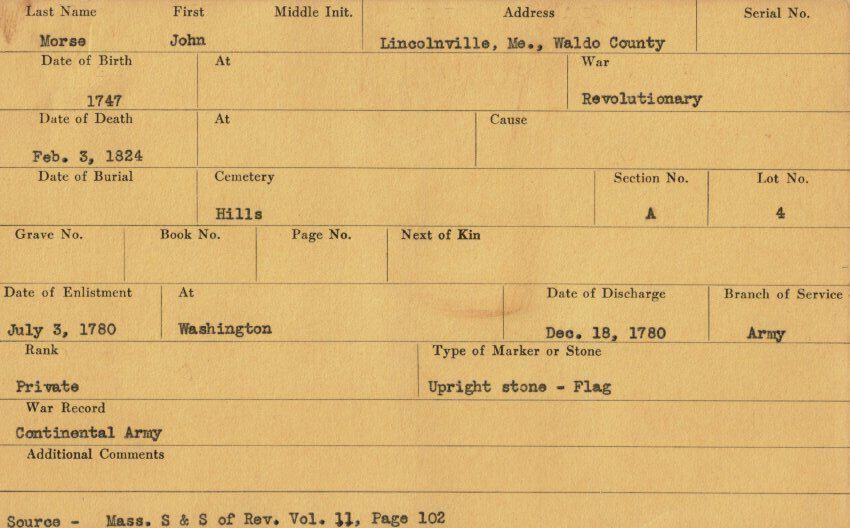 Last Name First Middle Init. Address Serial No.
Morse John Lincolnville, Me., Waldo County
Date of Birth At War
1747 Revolutionary
Date of Death At Cause
Feb. 3, 1824
Date of Burial Cemetery Section No. Lot No.
Hills A 4
Grave No. Book No. Page No. Next of Kin
Date of Enlistment At Date of Discharge Branch of Service
July 3, 1780 Washington Dec. 18, 1780 Army
Rank Type of Marker or Stone
Private Upright stone - Flag
War Record
Continental Army
Additional Comments
Source - Mass. S & S of Rev. Vol. 11, Page 102